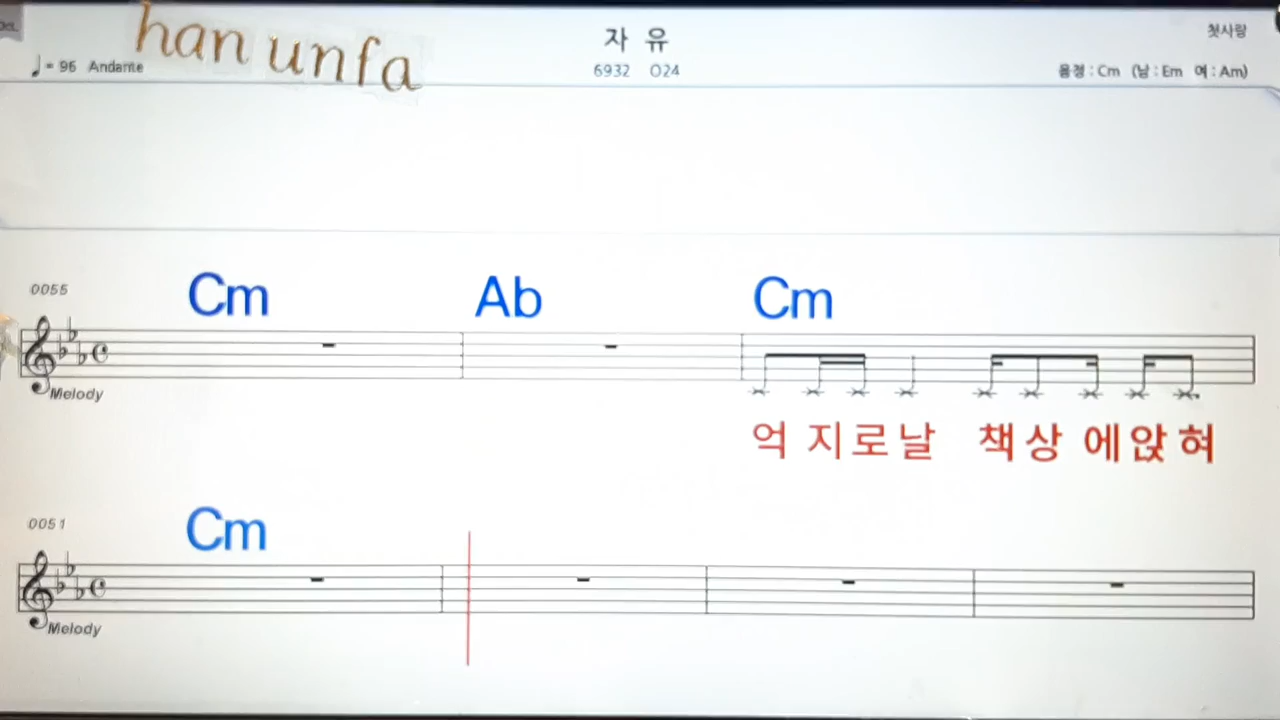 han unfa
자 유
첫사랑
♩= 96 Andante
6932 024
음정 : Cm (남 : Em 여 : Am)
0055
Cm Ab Cm
Melody
억 지로날 책상 에앉혀
0051
Cm
Melody